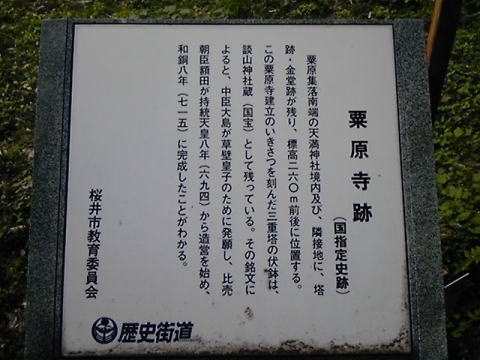 粟原寺跡
(国指定史跡)
粟原集落南端の天満神社境内及び、隣接地に、塔
跡・金堂跡が残り、標高二六〇m前後に位置する。
この粟原寺建立のいきさつを刻んだ三重塔の伏鉢は、
談山神社蔵(国宝)として残っている。その銘文に
よると、中臣大島が草壁皇子のために発願し、比売
朝臣額田が持統天皇八年(六九四)から造営を始め、
和銅八年(七一五)に完成したことがわかる。
桜井市教育委員会
歴史街道